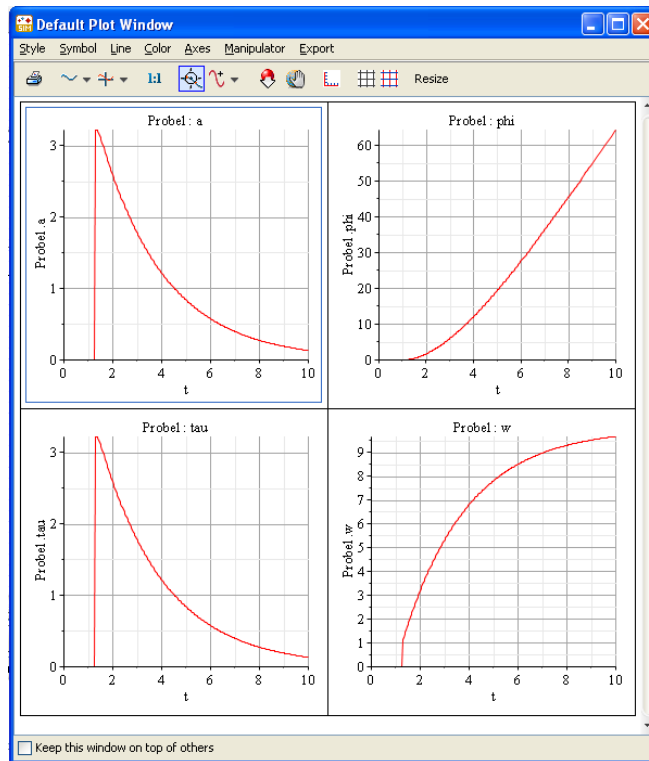 Default Plot Window
Style Symbol Line Color Axes Manipulator Export
1:1 Resize
Probel : a
3
2
1
0
Probel .a
0 2 4 6 8 10
t
Probel : phi
60
50
40
30
20
10
0
Probel .phi
0 2 4 6 8 10
t
Probel : tau
3
2
1
0
Probel.tau
0 2 4 6 8 10
t
Probel : w
9
8
7
6
5
4
3
2
1
0
Probel.w
0 2 4 6 8 10
t
Keep this window on top of others